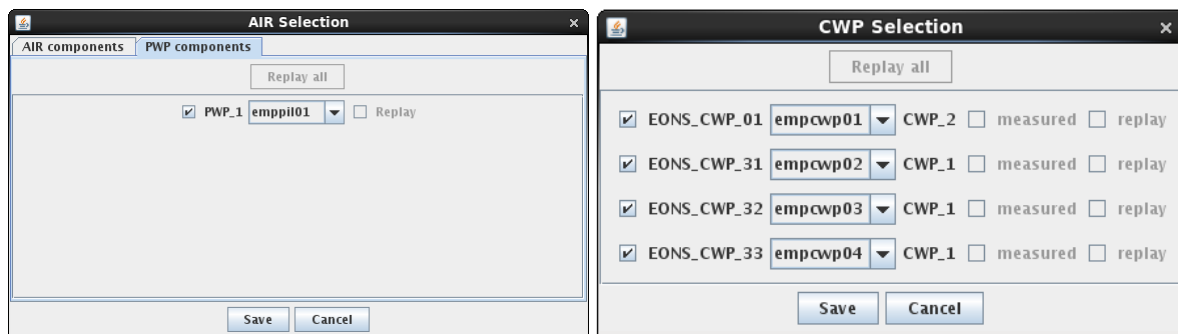 AIR Selection
AIR components PWP components
Replay all
PWP_1 emppil01 Replay
Save Cancel
CWP Selection
Replay all
EONS_CWP_01 empcwp01 CWP_2 measured replay
EONS_CWP_31 empcwp02 CWP_1 measured replay
EONS_CWP_32 empcwp03 CWP_1 measured replay
EONS_CWP_33 empcwp04 CWP_1 measured replay
Save Cancel